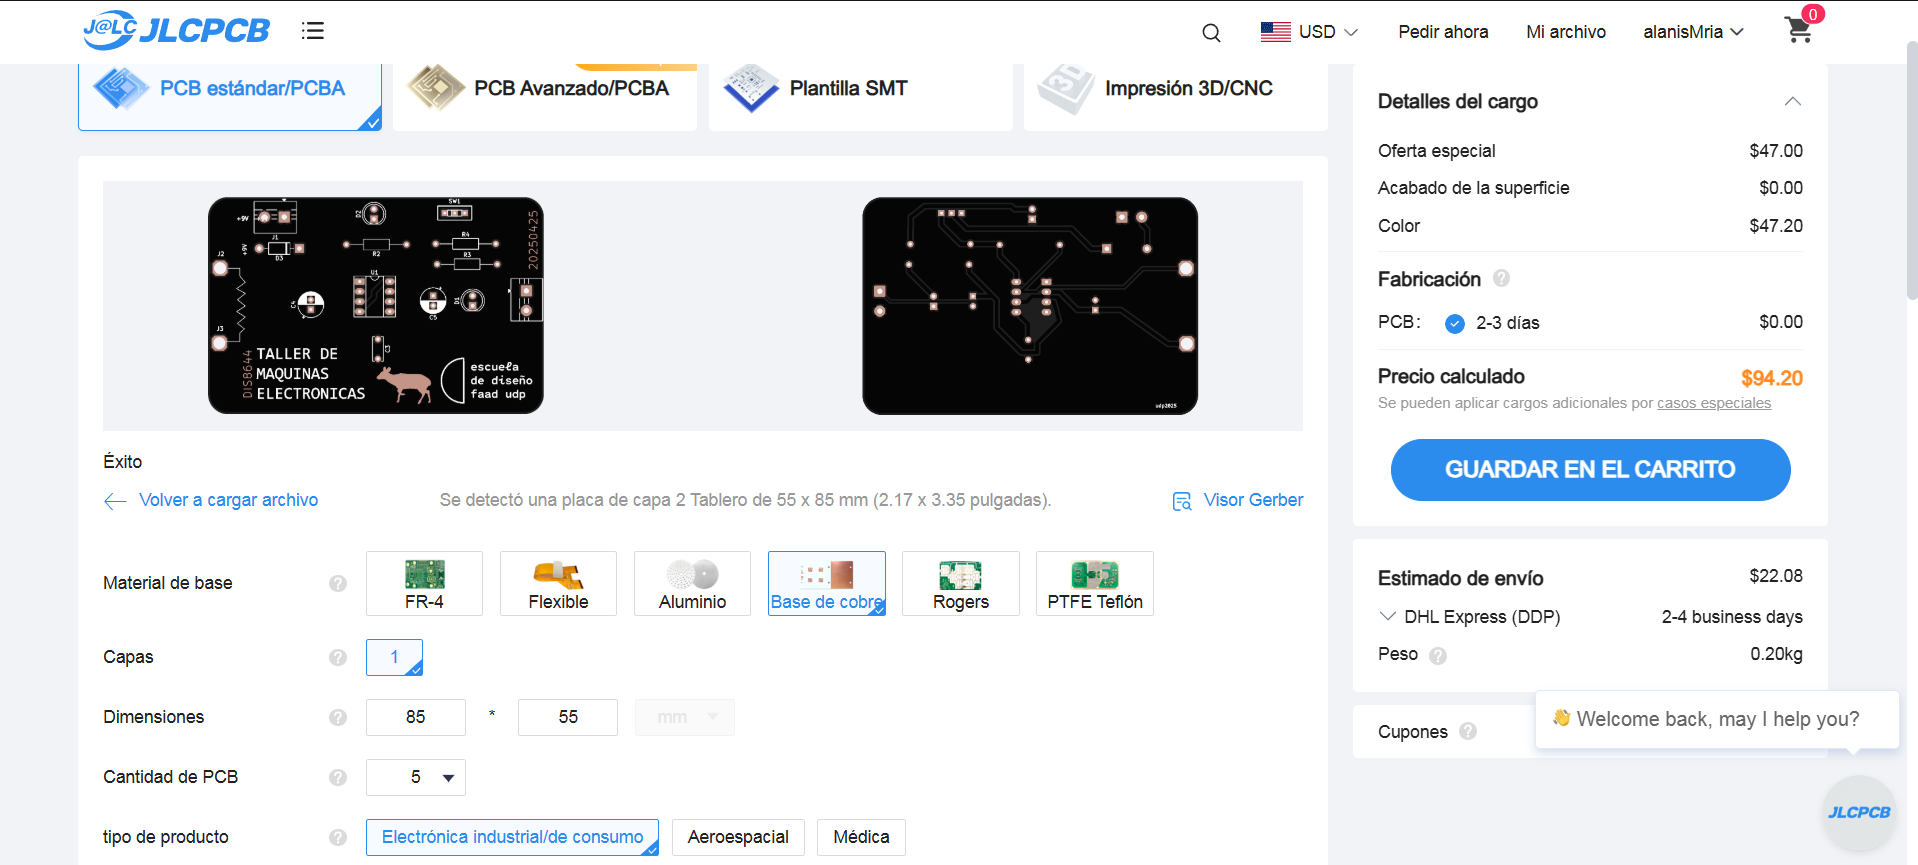 J@LC JLCPCB
USD
Pedir ahora
Mi archivo
alanisMria
0
PCB estándar/PCBA
PCB Avanzado/PCBA
Plantilla SMT
3D
Impresión 3D/CNC
+9V
J1
+9V
D3
D2
SW1
R4
R2
R3
20250425
J2
U1
C4
C5
D1
J3
C3
DIS8644
TALLER DE
MAQUINAS
ELECTRONICAS
escuela
de diseño
faad udp
udp2025
Éxito
Volver a cargar archivo
Se detectó una placa de capa 2 Tablero de 55 x 85 mm (2.17 x 3.35 pulgadas).
Visor Gerber
Material de base
?
FR-4
Flexible
Aluminio
Base de cobre
Rogers
PTFE Teflón
Capas
?
1
Dimensiones
?
85
*
55
mm
Cantidad de PCB
?
5
tipo de producto
?
Electrónica industrial/de consumo
Aeroespacial
Médica
Detalles del cargo
Oferta especial $47.00
Acabado de la superficie $0.00
Color $47.20
Fabricación ?
PCB: 2-3 días $0.00
Precio calculado $94.20
Se pueden aplicar cargos adicionales por casos especiales
GUARDAR EN EL CARRITO
Estimado de envío $22.08
DHL Express (DDP) 2-4 business days
Peso ? 0.20kg
Cupones ?
👋 Welcome back, may I help you?
JLCPCB